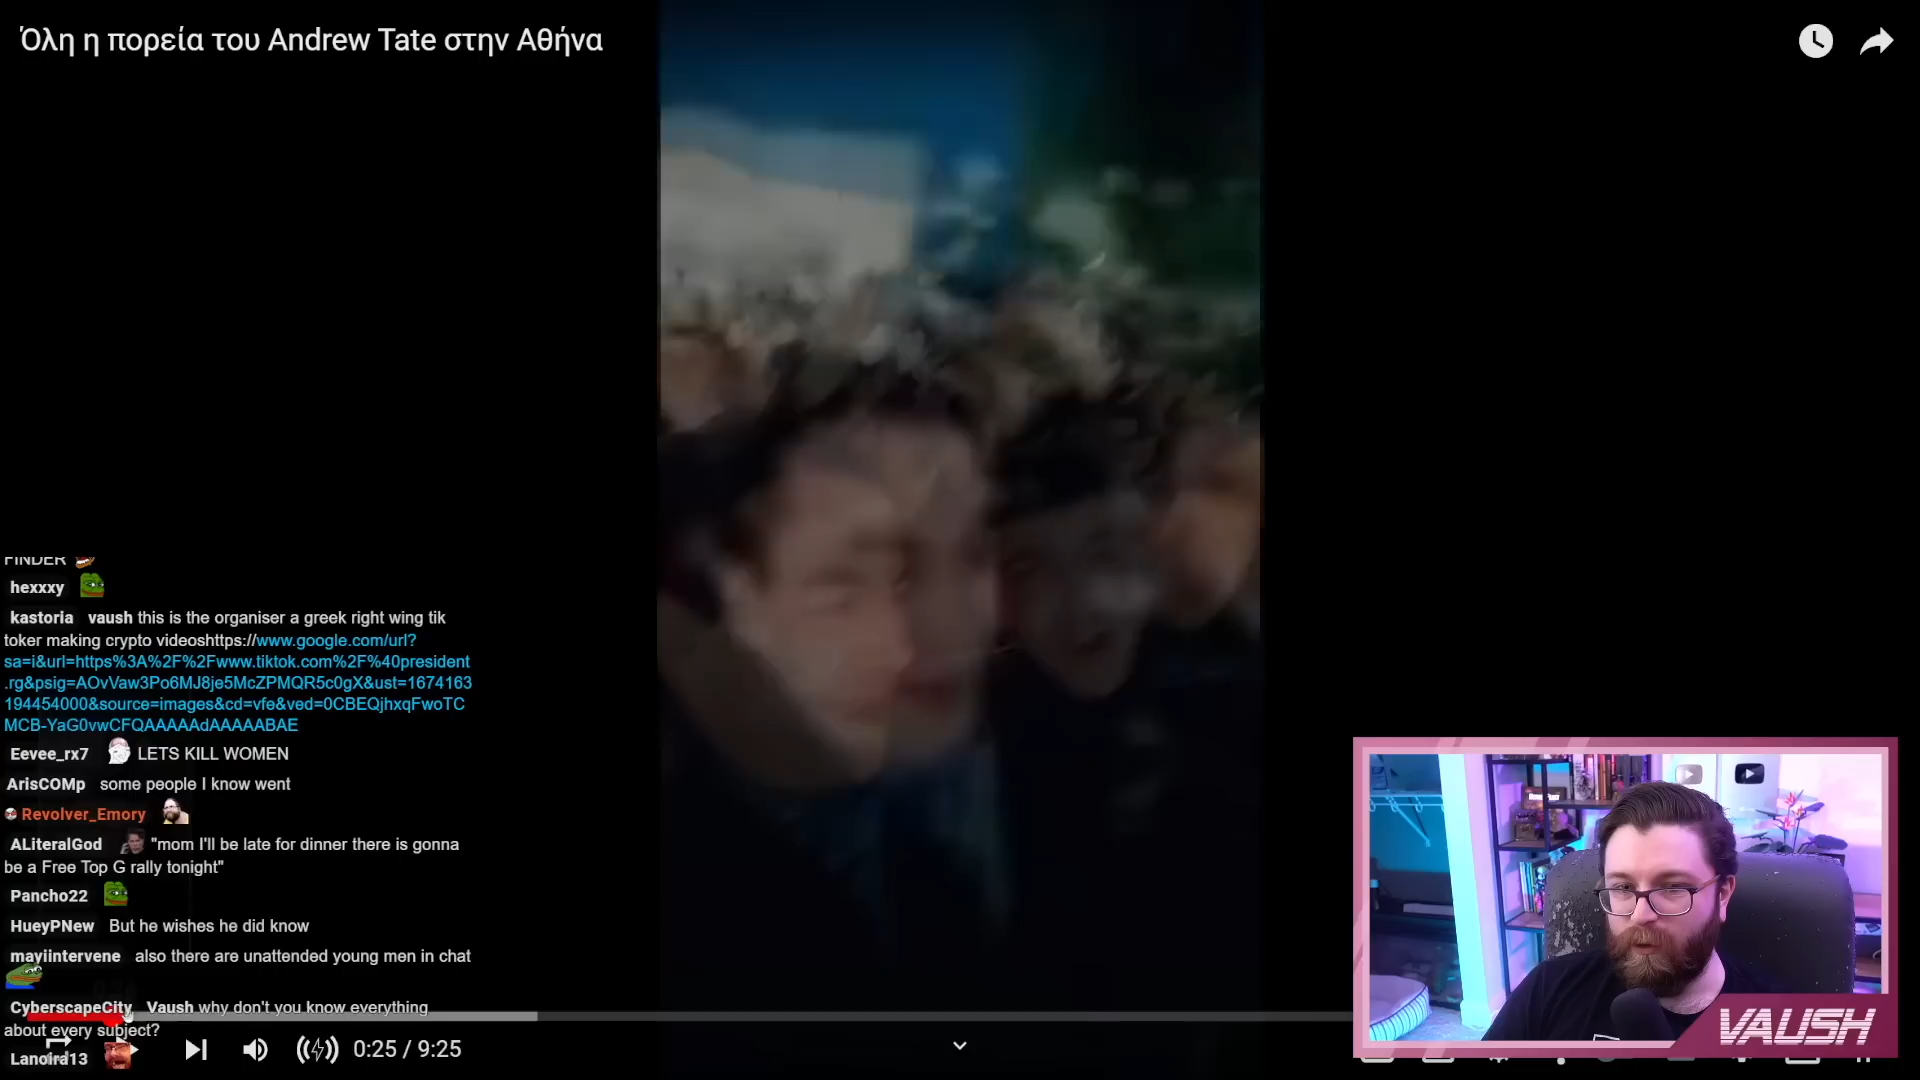 Όλη η πορεία του Andrew Tate στην Αθήνα
FINDER
hexxxy
kastoria vaush this is the organiser a greek right wing tik
toker making crypto videoshttps://www.google.com/url?
sa=i&url=https%3A%2F%2Fwww.tiktok.com%2F%40president
.rg&psig=AOvVaw3Po6MJ8je5McZPMQR5c0gX&ust=1674163
194454000&source=images&cd=vfe&ved=0CBEQjhxqFwoTC
MCB-YaG0vwCFQAAAAAdAAAAABAE
Eevee_rx7 LETS KILL WOMEN
ArisCOMp some people I know went
Revolver_Emory
ALiteralGod "mom I'll be late for dinner there is gonna
be a Free Top G rally tonight"
Pancho22
HueyPNew But he wishes he did know
mayiintervene also there are unattended young men in chat
CyberscapeCity Vaush why don't you know everything
about every subject?
0:25 / 9:25
VAUSH